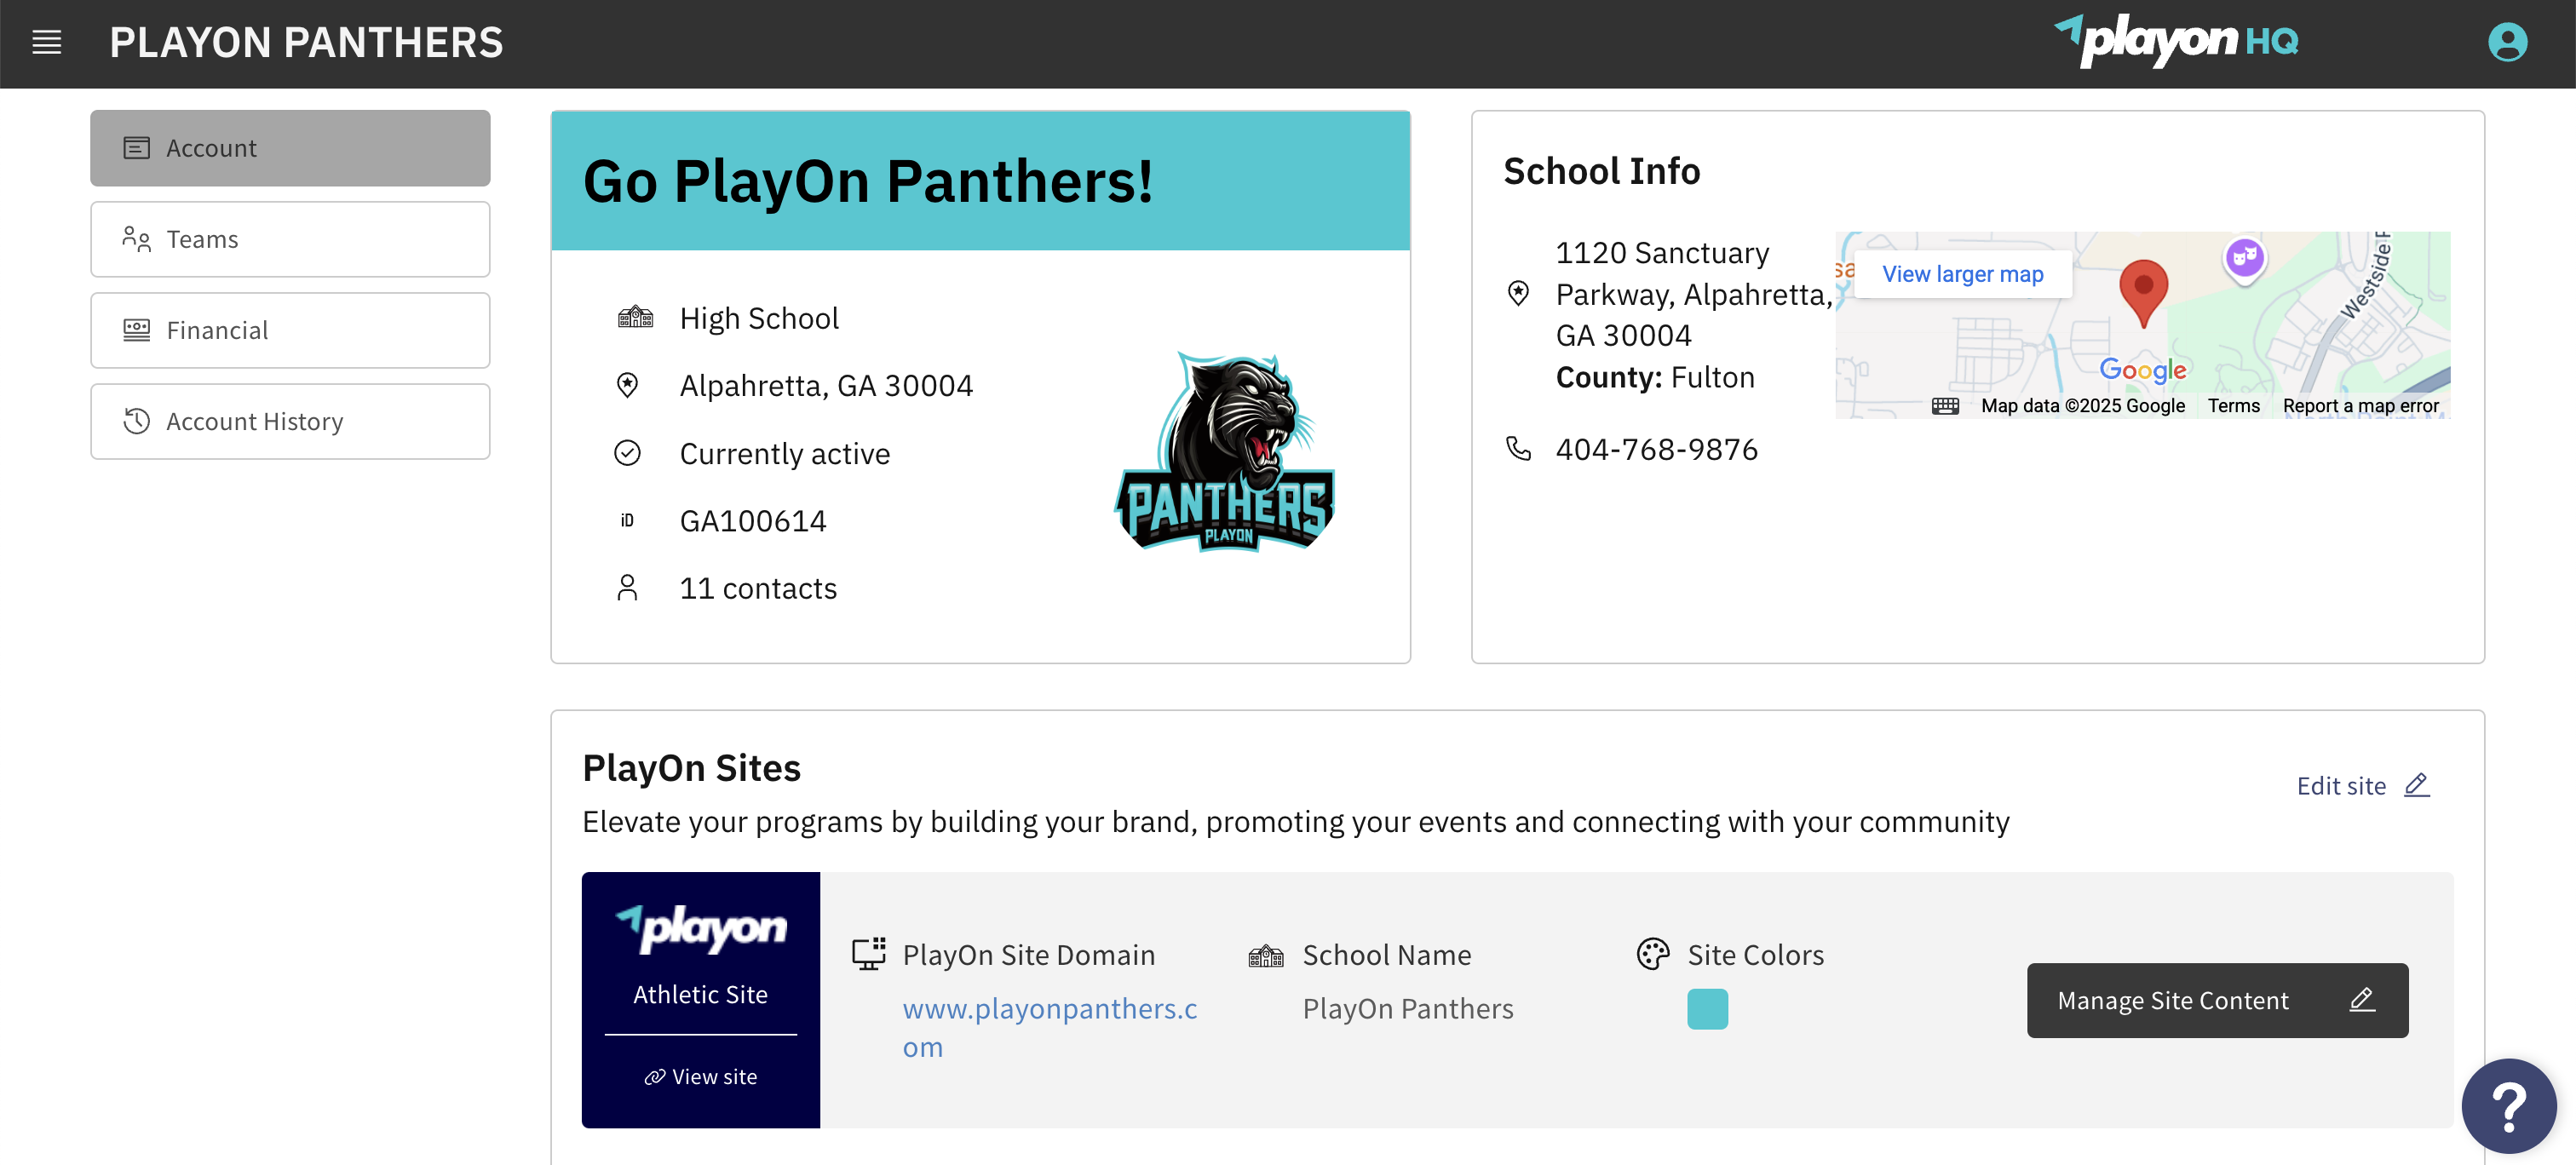 PLAYON PANTHERS
playon HQ
Account
Teams
Financial
Account History
Go PlayOn Panthers!
High School
Alpahretta, GA 30004
Currently active
iD
GA100614
11 contacts
PANTHERS
PLAYON
School Info
1120 Sanctuary
Parkway, Alpahretta,
GA 30004
County: Fulton
404-768-9876
View larger map
Westside
Google
Map data ©2025 Google
Terms
Report a map error
PlayOn Sites
Edit site
Elevate your programs by building your brand, promoting your events and connecting with your community
playon
Athletic Site
View site
PlayOn Site Domain
www.playonpanthers.c
om
School Name
PlayOn Panthers
Site Colors
Manage Site Content
?